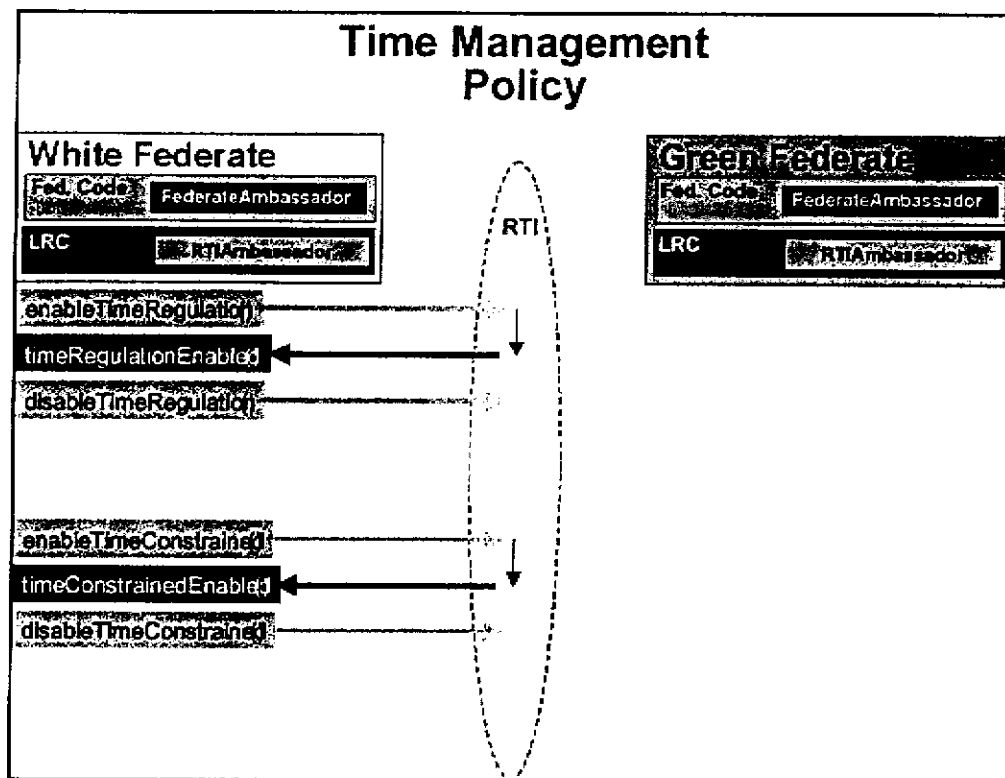 Time Management
Policy
White Federate
Fed. Code
FederateAmbassador
LRC
RTIAmbassador
RTI
Green Federate
Fed. Code
FederateAmbassador
LRC
RTIAmbassador
enableTimeRegulation()
timeRegulationEnabled()
disableTimeRegulation()
enableTimeConstrained()
timeConstrainedEnabled()
disableTimeConstrained()